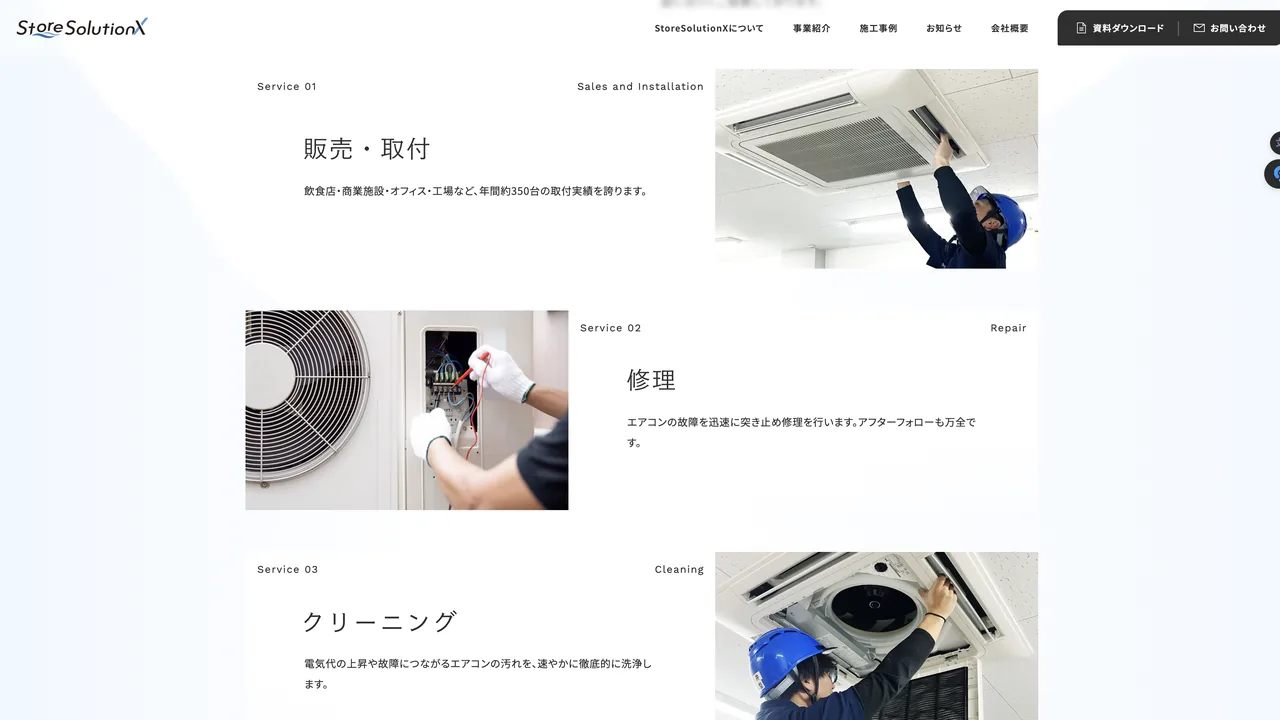 StoreSolutionX
StoreSolutionXについて
事業紹介
施工事例
お知らせ
会社概要
資料ダウンロード
お問い合わせ
Service 01
Sales and Installation
販売・取付
飲食店・商業施設・オフィス・工場など、年間約350台の取付実績を誇ります。
Service 02
Repair
修理
エアコンの故障を迅速に突き止め修理を行います。アフターフォローも万全で
す。
Service 03
Cleaning
クリーニング
電気代の上昇や故障につながるエアコンの汚れを、速やかに徹底的に洗浄し
ます。